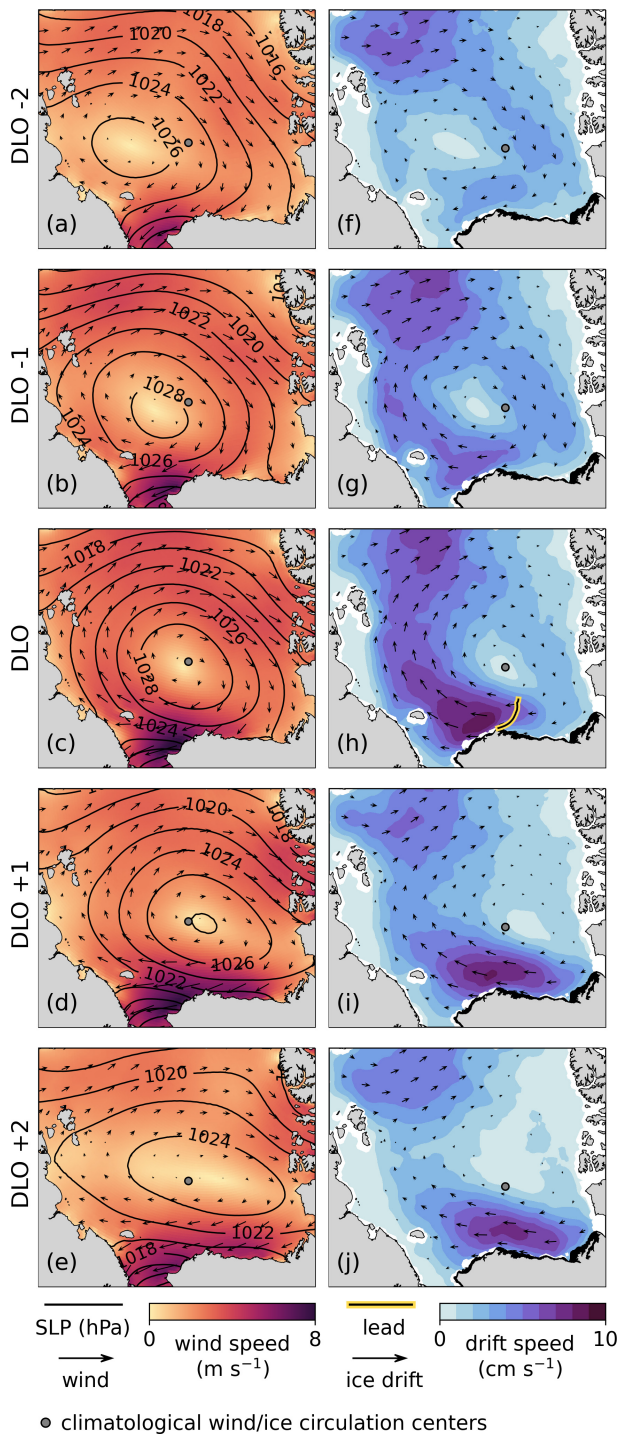 DLO -2
1018
1020
1016
1022
1024
1026
(a)
(f)
DLO -1
1022
1020
1028
1024
1026
(b)
(g)
DLO
1018
1022
1026
1028
1024
(c)
(h)
DLO +1
1020
1018
1024
1026
1022
(d)
(i)
DLO +2
1020
1024
1022
1018
(e)
(j)
SLP (hPa)
wind
0 wind speed 8
(m s⁻¹)
lead
ice drift
0 drift speed 10
(cm s⁻¹)
climatological wind/ice circulation centers